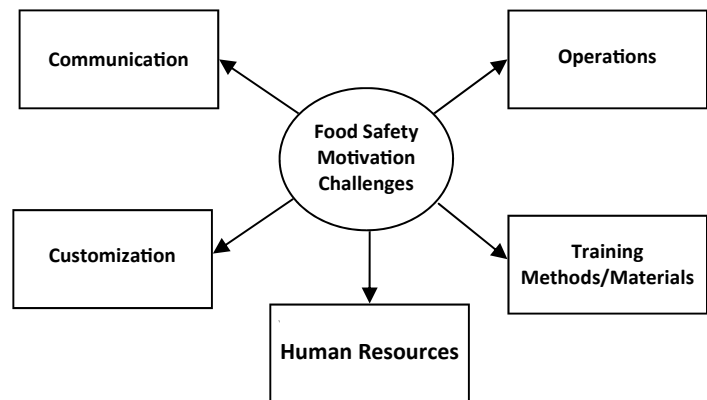 Communication
Operations
Food Safety
Motivation
Challenges
Customization
Training
Methods/Materials
Human Resources